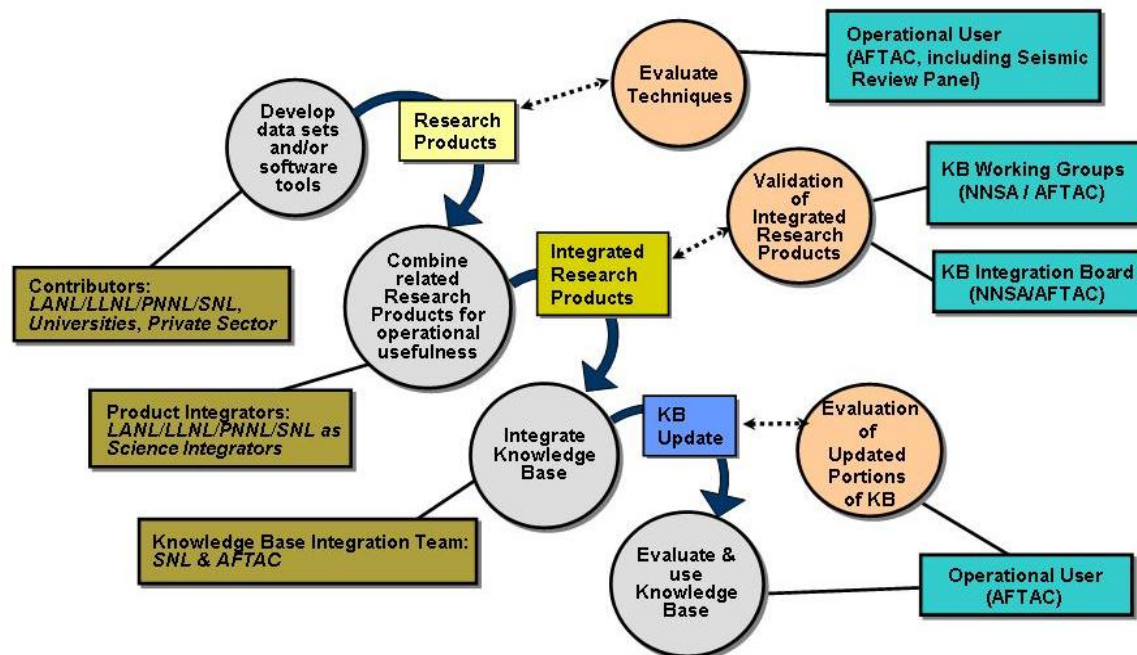 Develop
data sets
and/or
software
tools
Research
Products
Evaluate
Techniques
Operational User
(AFTAC, including Seismic
Review Panel)
Contributors:
LANL/LLNL/PNNL/SNL,
Universities, Private Sector
Combine
related
Research
Products for
operational
usefulness
Integrated
Research
Products
Validation
of
Integrated
Research
Products
KB Working Groups
(NNSA / AFTAC)
KB Integration Board
(NNSA/AFTAC)
Product Integrators:
LANL/LLNL/PNNL/SNL as
Science Integrators
Integrate
Knowledge
Base
KB
Update
Evaluation
of
Updated
Portions
of KB
Knowledge Base Integration Team:
SNL & AFTAC
Evaluate &
use
Knowledge
Base
Operational User
(AFTAC)